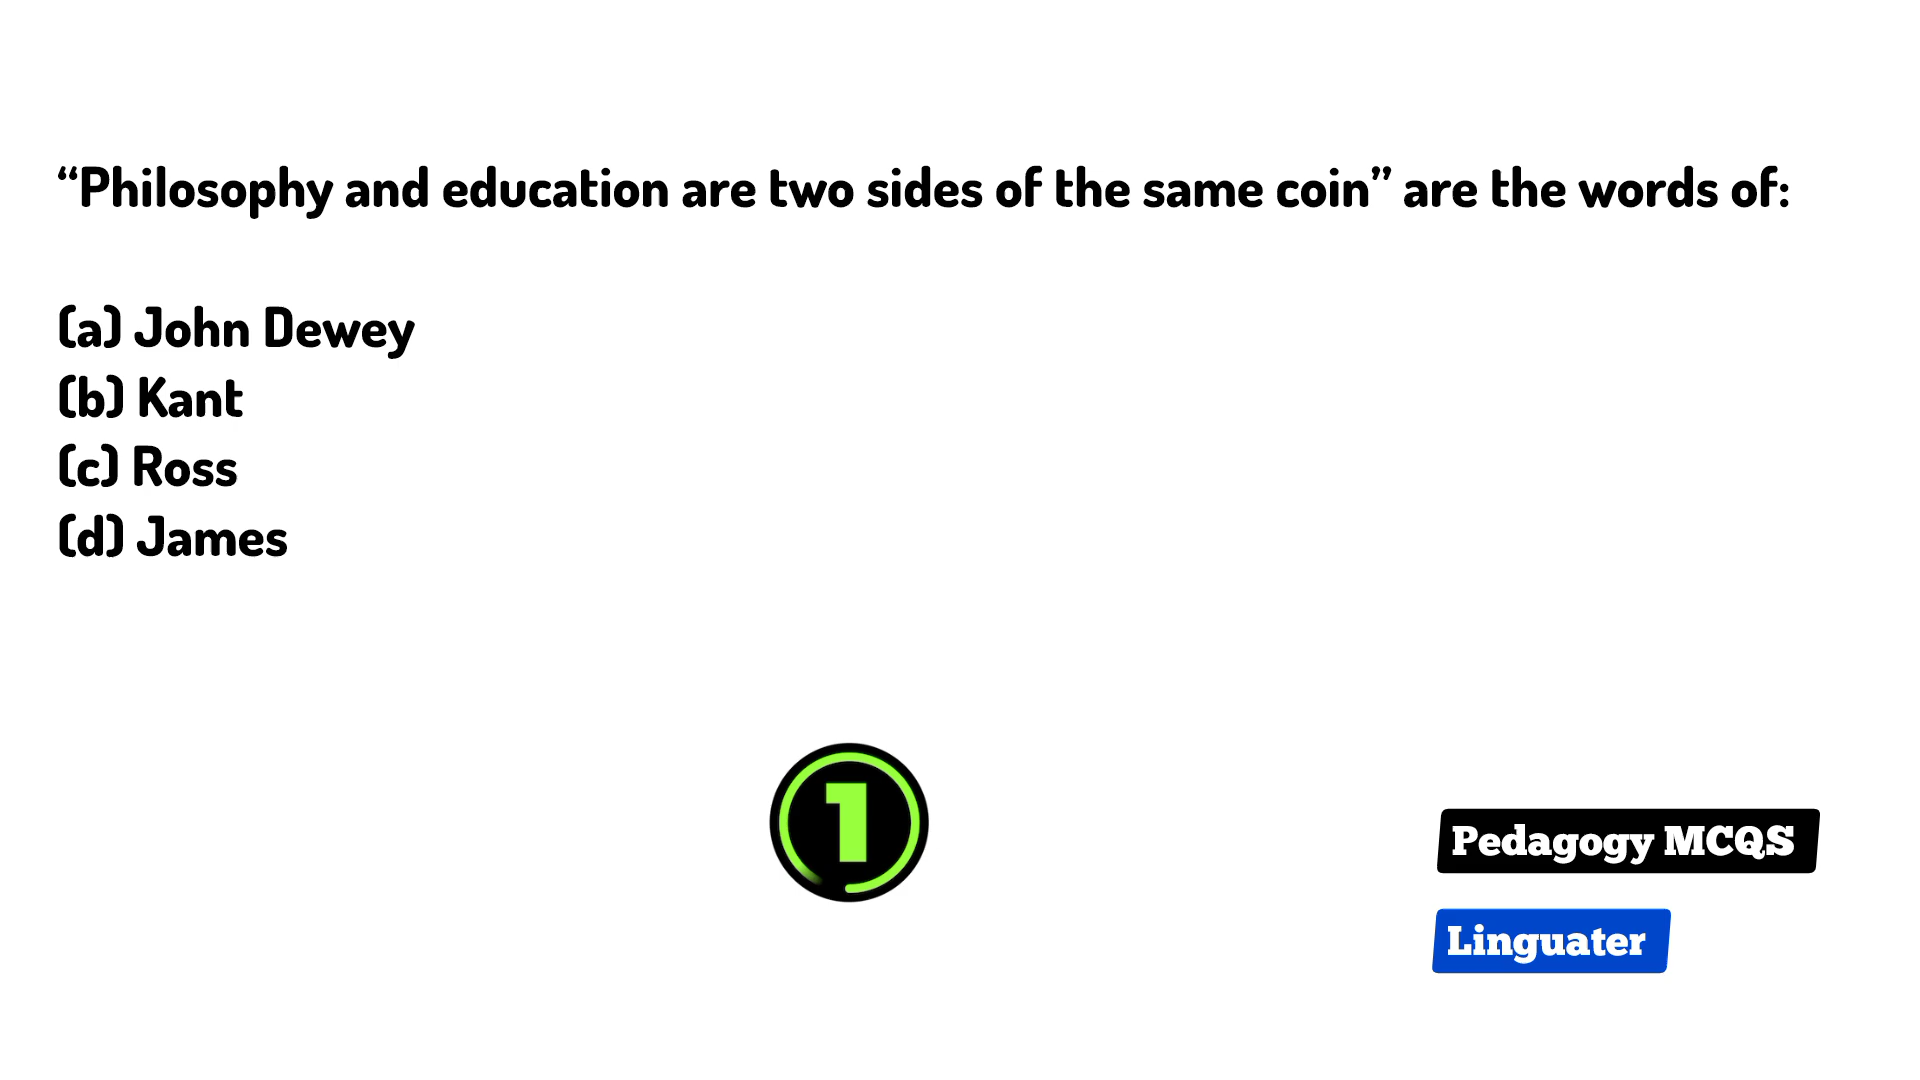 “Philosophy and education are two sides of the same coin” are the words of:
(a) John Dewey
(b) Kant
(c) Ross
(d) James
1
Pedagogy MCQS
Linguater